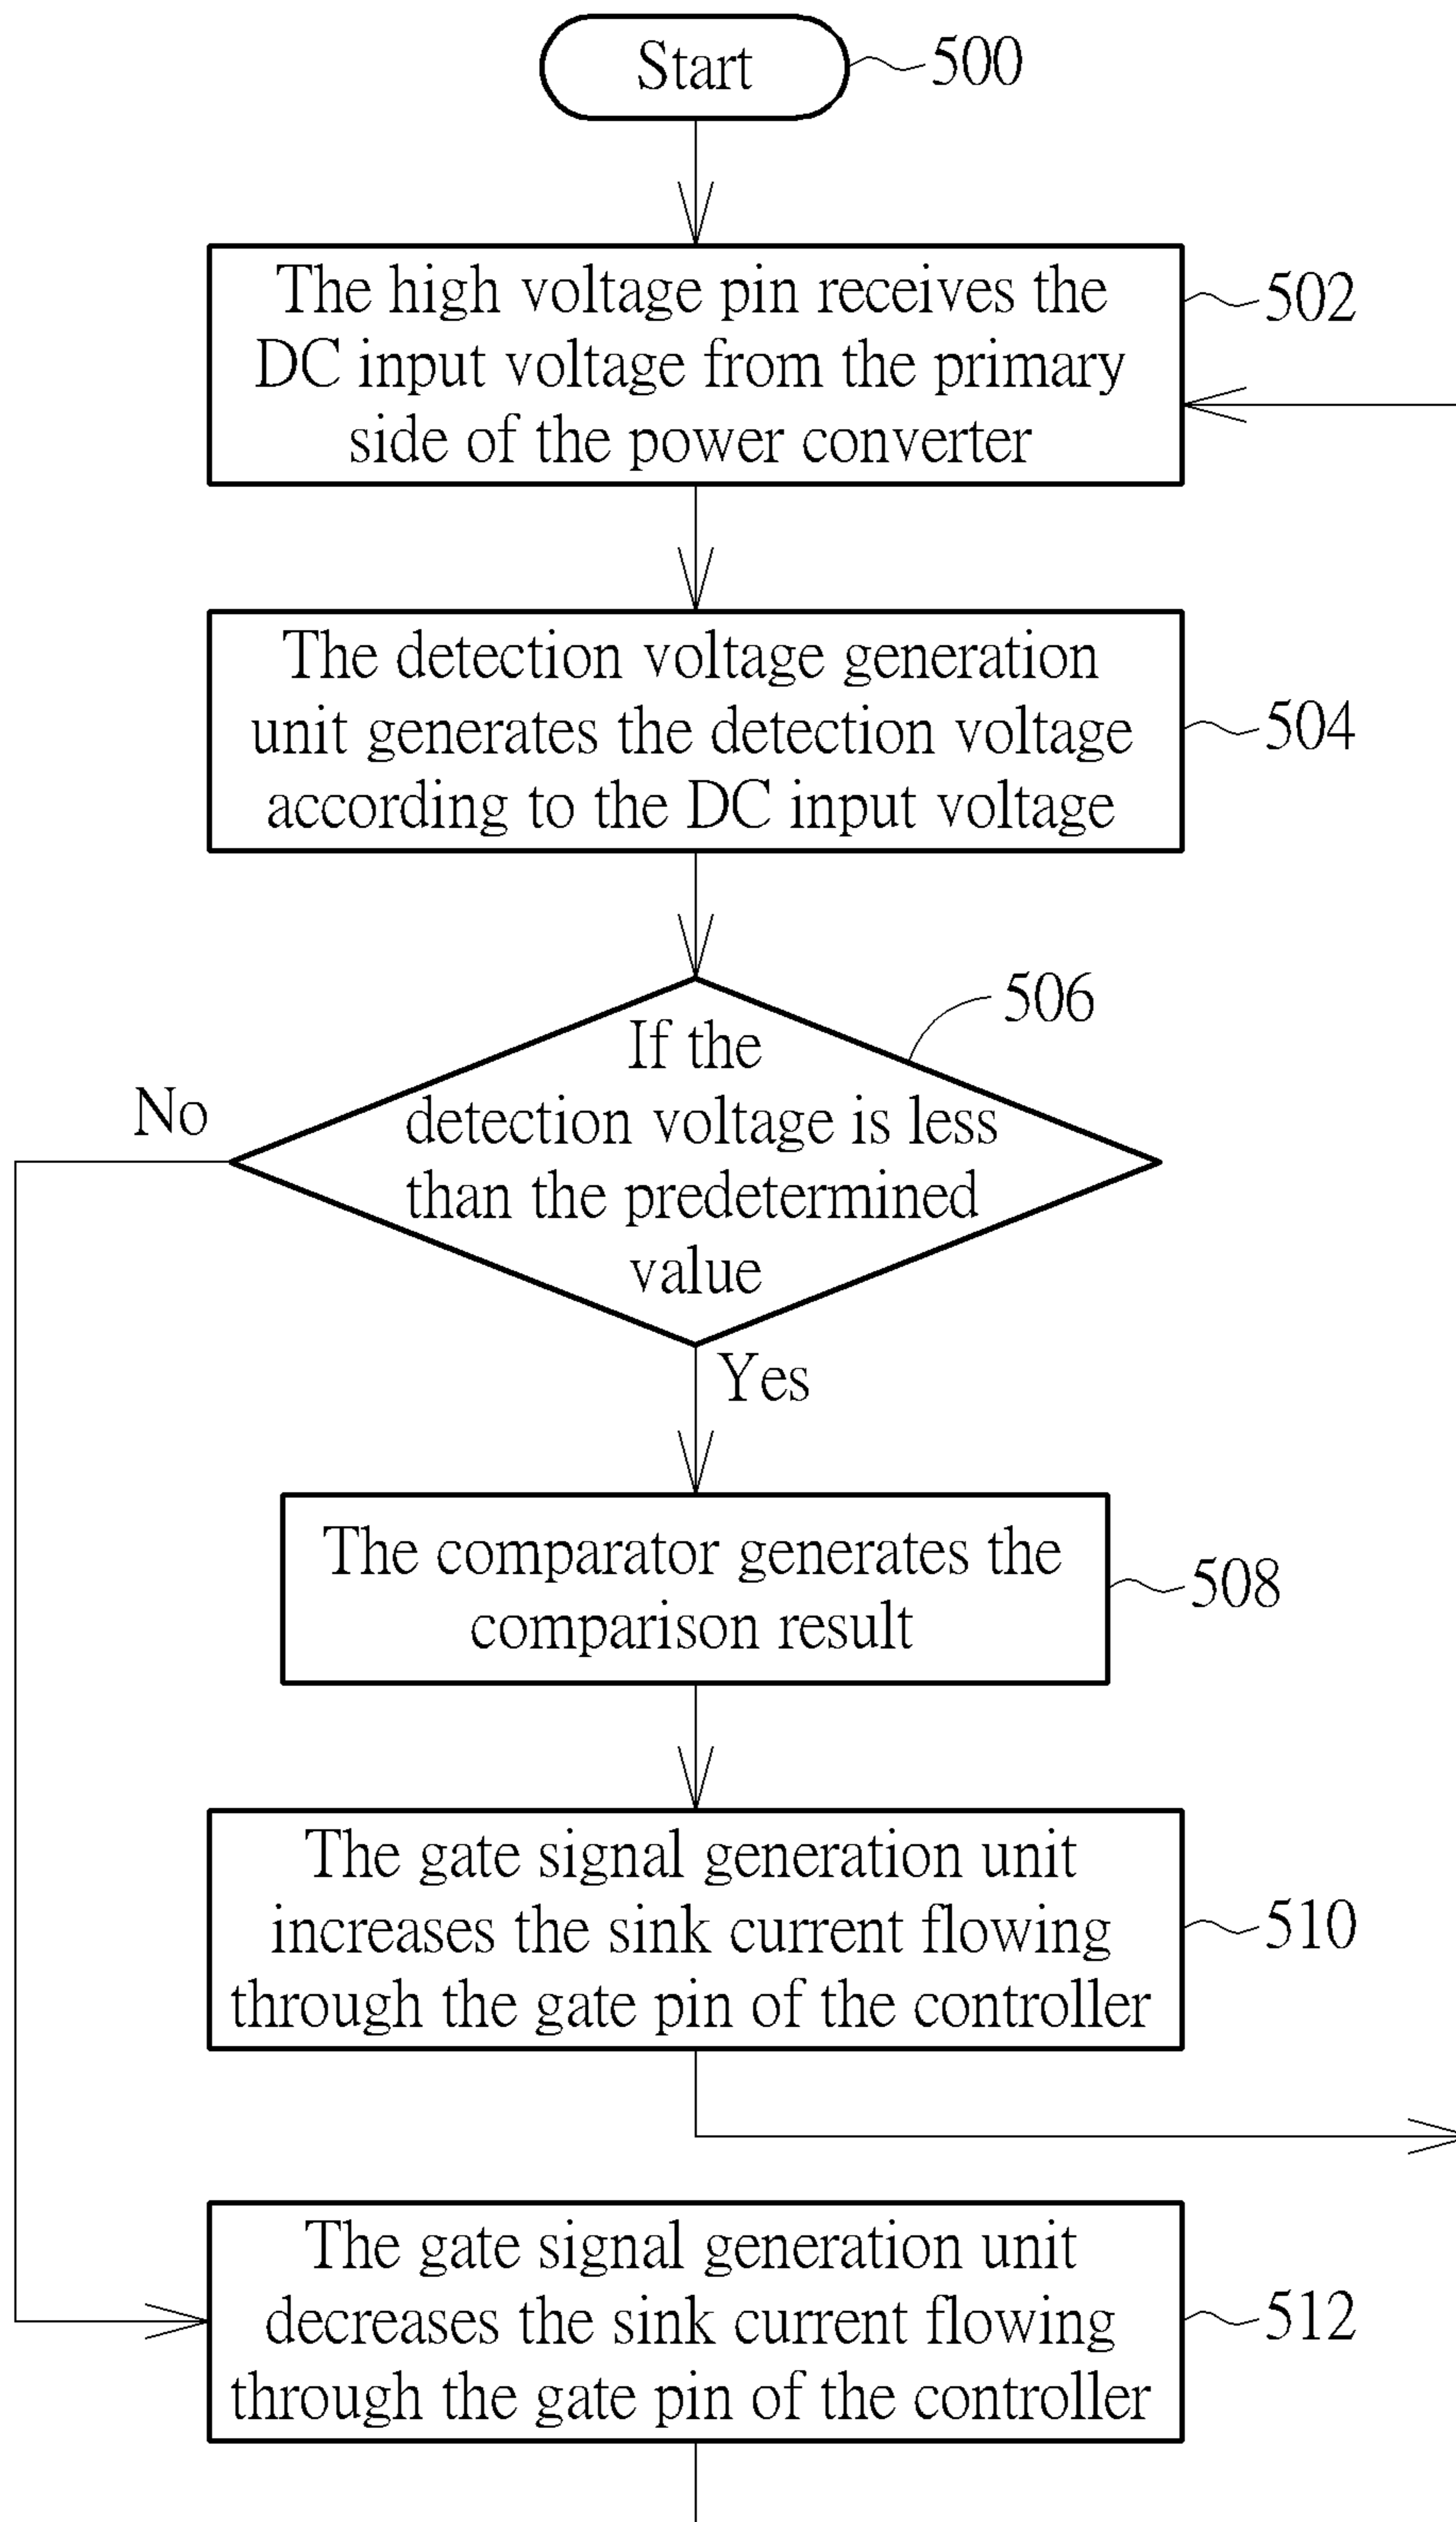 Start
500
The high voltage pin receives the
DC input voltage from the primary
side of the power converter
502
The detection voltage generation
unit generates the detection voltage
according to the DC input voltage
504
506
If the
detection voltage is less
than the predetermined
value
No
Yes
The comparator generates the
comparison result
508
The gate signal generation unit
increases the sink current flowing
through the gate pin of the controller
510
The gate signal generation unit
decreases the sink current flowing
through the gate pin of the controller
512